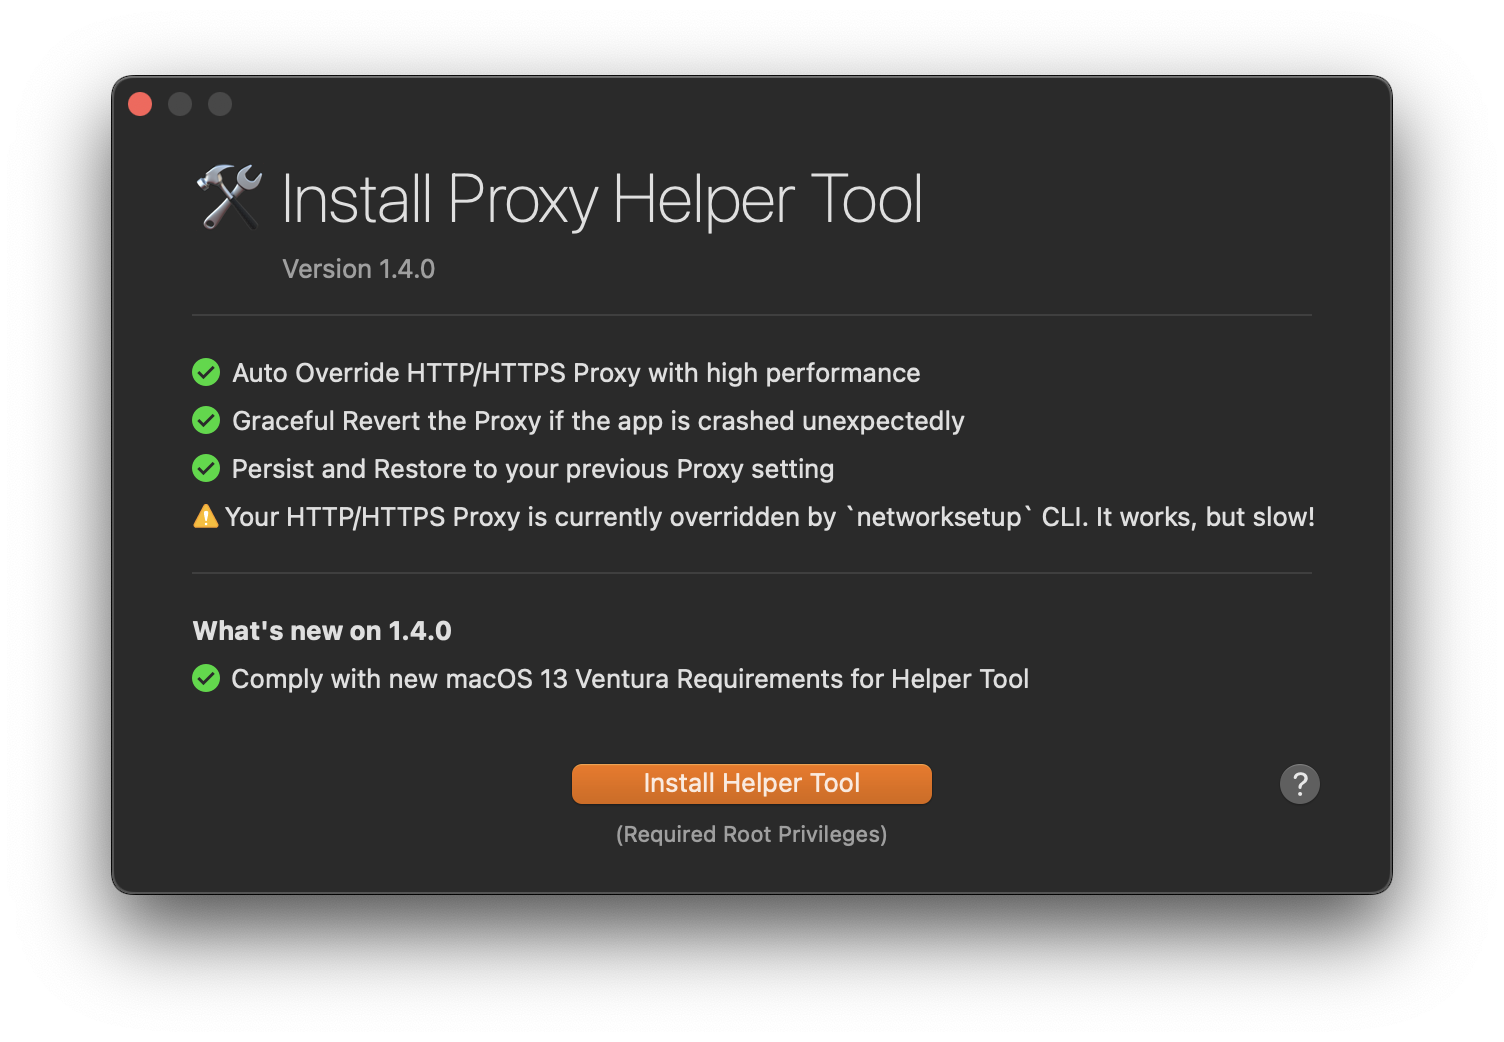 Install Proxy Helper Tool
Version 1.4.0
Auto Override HTTP/HTTPS Proxy with high performance
Graceful Revert the Proxy if the app is crashed unexpectedly
Persist and Restore to your previous Proxy setting
Your HTTP/HTTPS Proxy is currently overridden by `networksetup` CLI. It works, but slow!
What's new on 1.4.0
Comply with new macOS 13 Ventura Requirements for Helper Tool
Install Helper Tool
?
(Required Root Privileges)